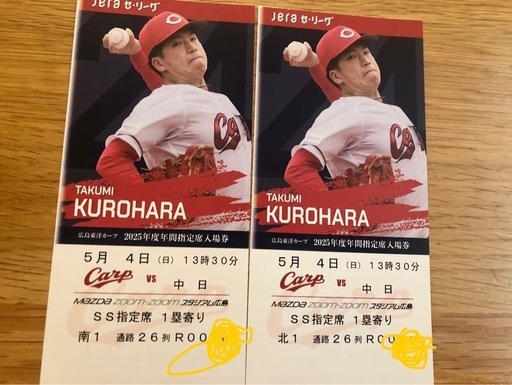 JERA セ・リーグ
TAKUMI
KUROHARA
広島東洋カープ 2025年度年間指定席入場券
5月 4日(日) 13時30分
Carp vs 中日
MAZDA Zoom-Zoom スタジアム広島
SS指定席 1塁寄り
南1 通路26列 R00
JERA セ・リーグ
TAKUMI
KUROHARA
広島東洋カープ 2025年度年間指定席入場券
5月 4日(日) 13時30分
Carp vs 中日
MAZDA Zoom-Zoom スタジアム広島
SS指定席 1塁寄り
北1 通路26列 R00